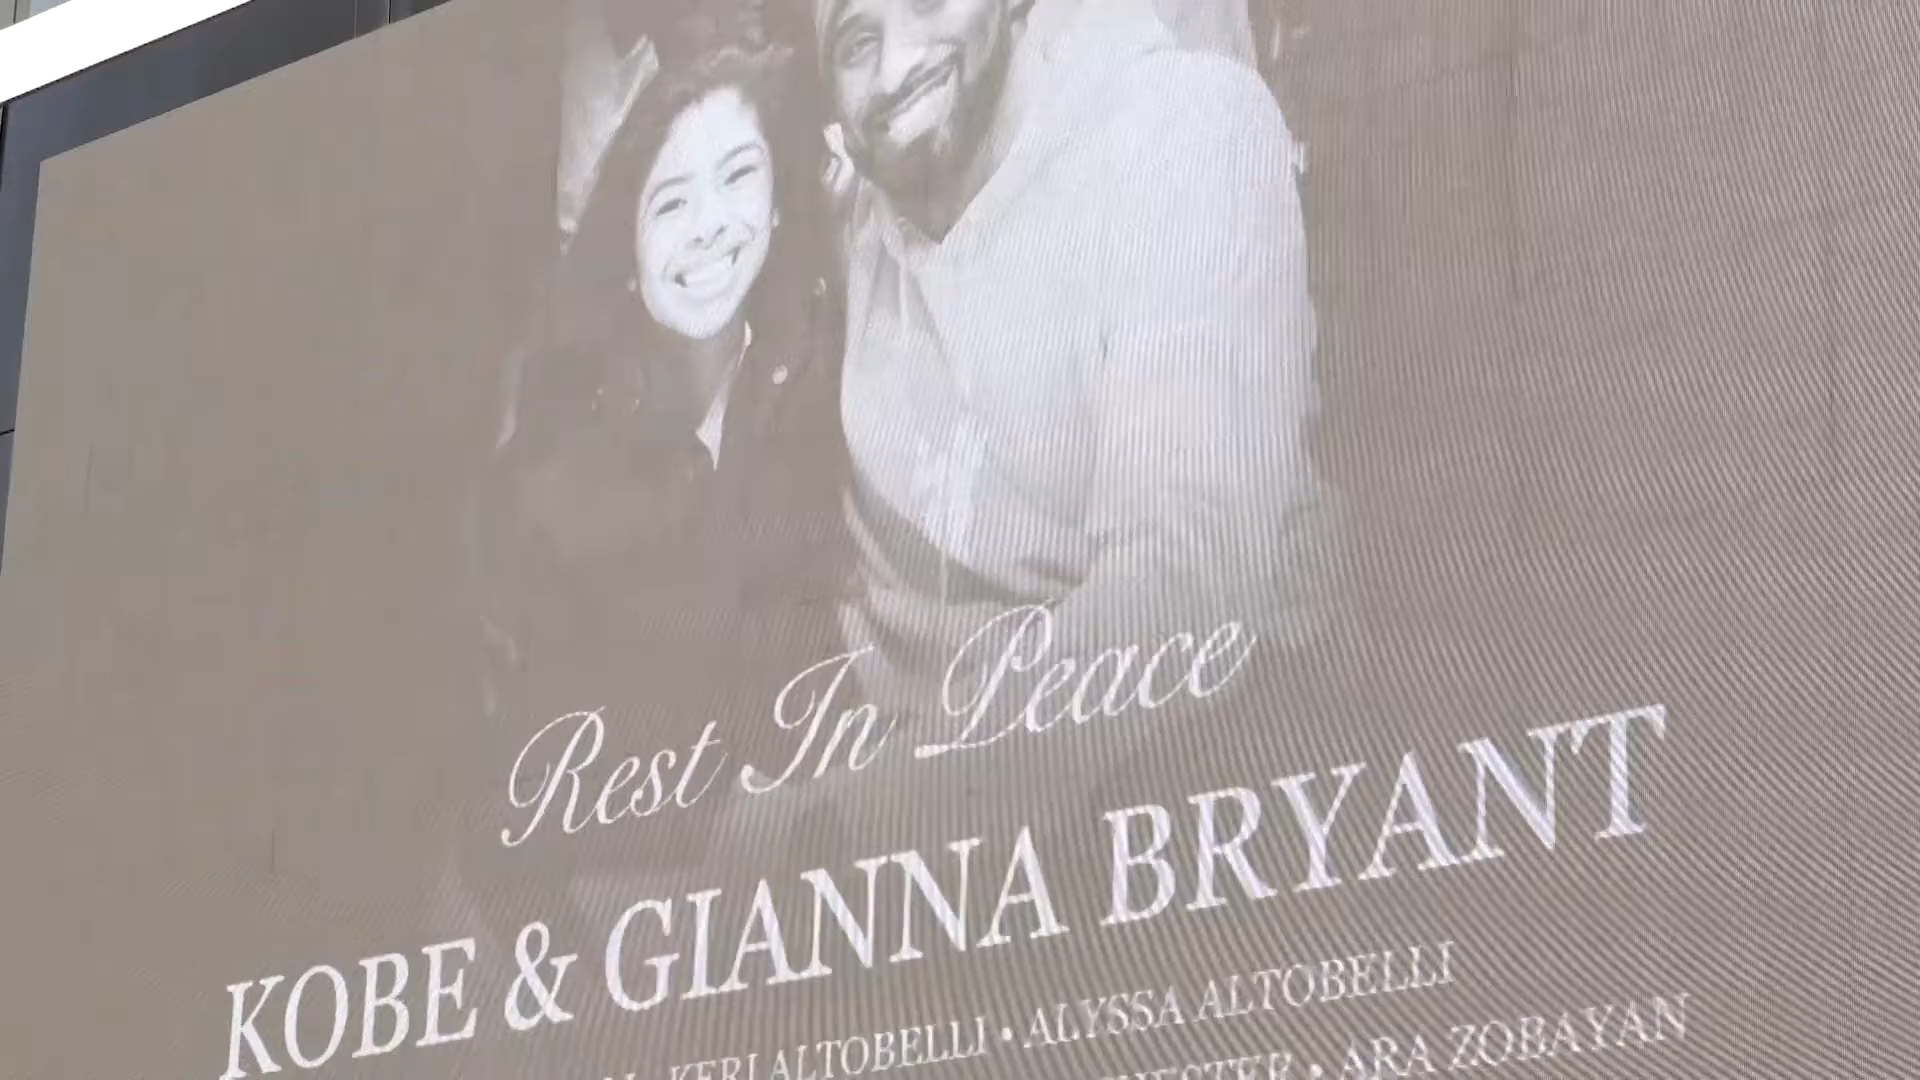 Rest In Peace
KOBE & GIANNA BRYANT
KERI ALTOBELLI • ALYSSA ALTOBELLI
• ARA ZOBAYAN